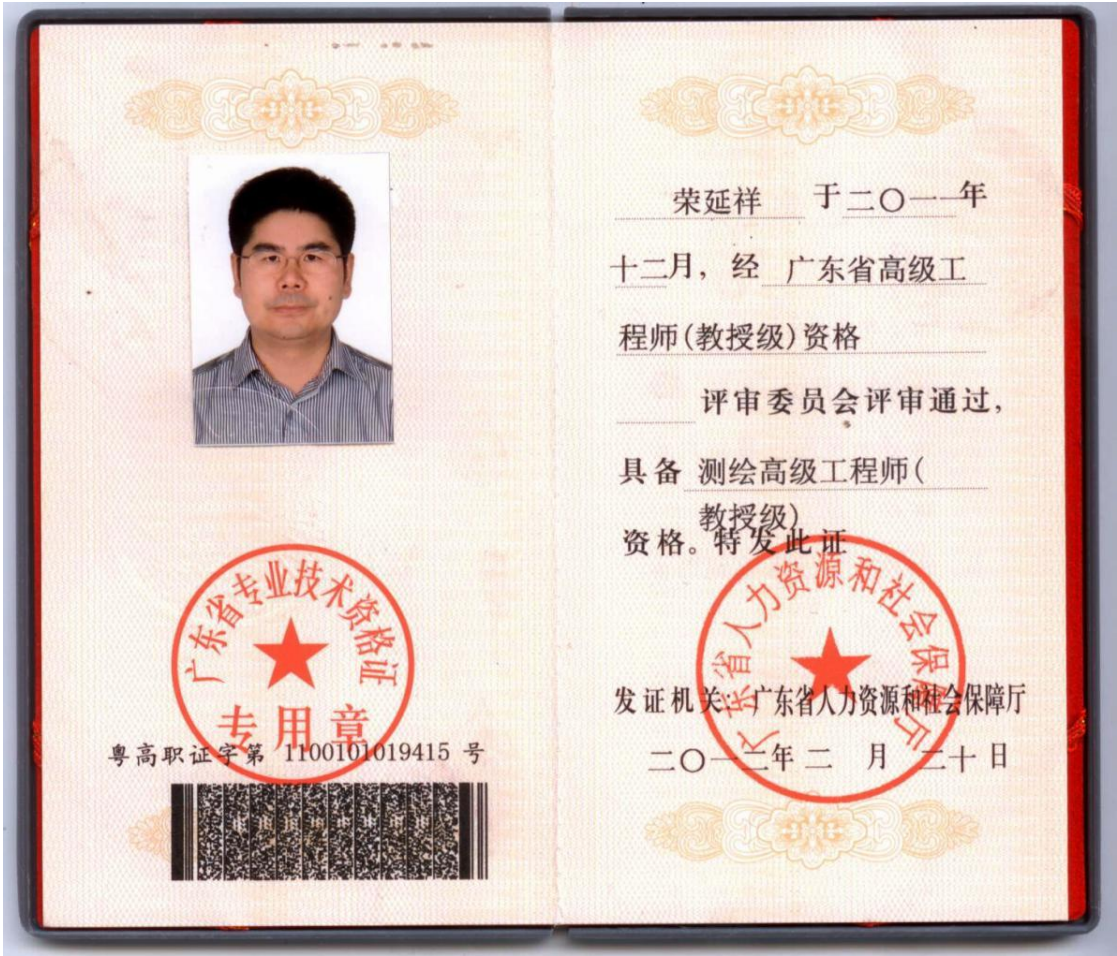 广东省专业技术资格证
专用章
粤高职证字第 1100101019415 号
荣延祥 于二〇一一年
十二月，经 广东省高级工
程师(教授级)资格
评审委员会评审通过，
具备 测绘高级工程师(
教授级)
资格。特发此证
广东省人力资源和社会保障厅
发证机关：广东省人力资源和社会保障厅
二〇一二年 二 月 二十日